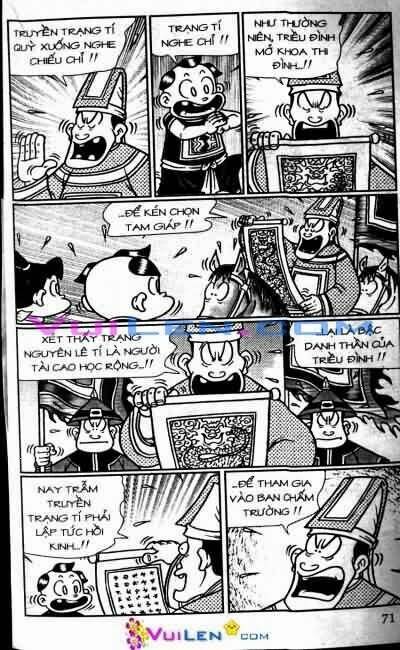 TRUYỀN TRẠNG TÍ
QUỲ XUỐNG NGHE
CHIẾU CHỈ !!
TRẠNG TÍ
NGHE CHỈ !!
NHƯ THƯỜNG
NIÊN, TRIỀU ĐÌNH
MỞ KHOA THI
ĐÌNH...!!
...ĐỂ KÉN CHỌN
TAM GIÁP !!
XÉT THẤY TRẠNG
NGUYÊN LÊ TÍ LÀ NGƯỜI
TÀI CAO HỌC RỘNG...!!
LẠI LÀ BẬC
DANH THẦN CỦA
TRIỀU ĐÌNH !!
NAY TRẪM
TRUYỀN
TRẠNG TÍ PHẢI
LẬP TỨC HỒI
KINH...!!
...ĐỂ THAM GIA
VÀO BAN CHẤM
TRƯỜNG !!
71
VUILEN.COM
VUILEN.COM